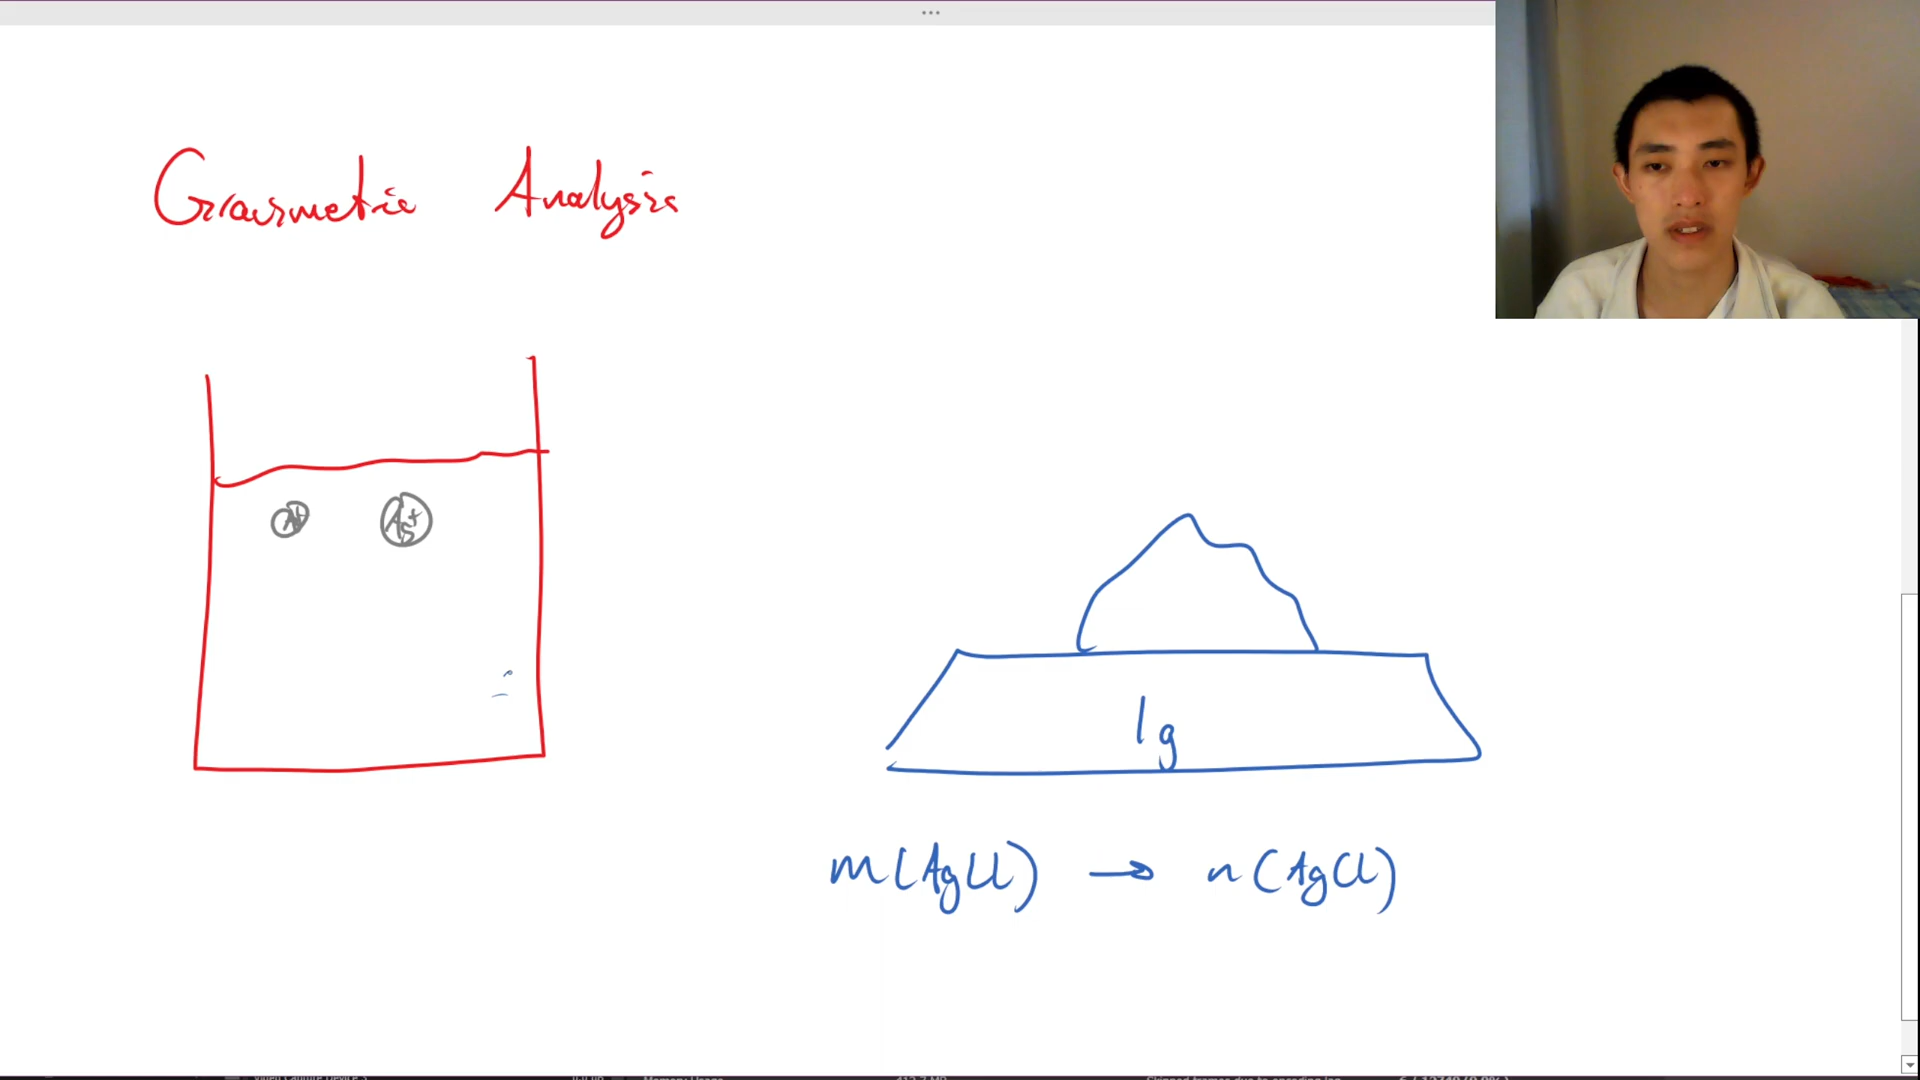 Gravimetric Analysis
Ag+
1g
m(AgCl) → n(AgCl)